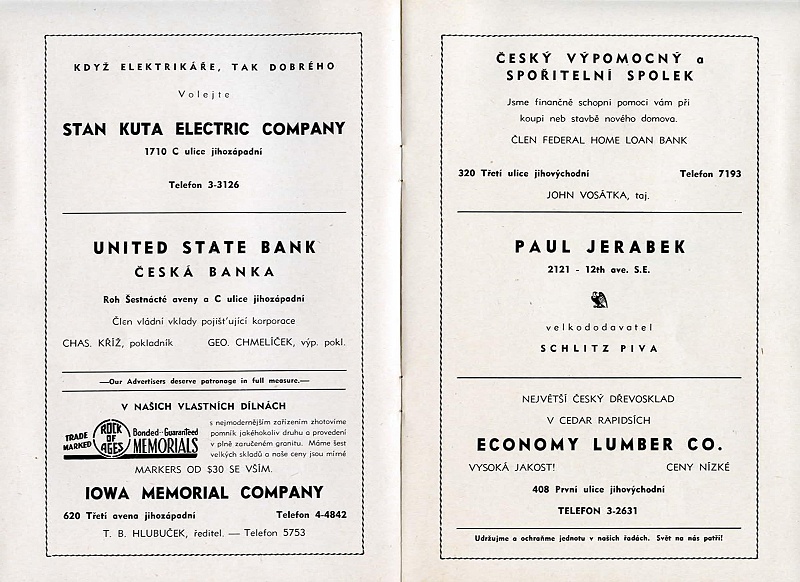 KDYŽ ELEKTRIKÁŘE, TAK DOBRÉHO
Volejte
STAN KUTA ELECTRIC COMPANY
1710 C ulice jihozápadní
Telefon 3-3126
UNITED STATE BANK
ČESKÁ BANKA
Roh Šestnácté aveny a C ulice jihozápadní
Člen vládní vklady pojišťující korporace
CHAS. KŘÍŽ, pokladník GEO. CHMELÍČEK, výp. pokl.
—Our Advertisers deserve patronage in full measure.—
V NAŠICH VLASTNÍCH DÍLNÁCH
TRADE MARKED
ROCK OF AGES
Bonded-Guaranteed
MEMORIALS
s nejmodernějším zařízením zhotovíme
pomník jakéhokoliv druhu a provedení
v plně zaručeném granitu. Máme šest
velkých skladů a naše ceny jsou mírné
MARKERS OD $30 SE VŠÍM.
IOWA MEMORIAL COMPANY
620 Třetí avena jihozápadní Telefon 4-4842
T. B. HLUBUČEK, ředitel. — Telefon 5753
ČESKÝ VÝPOMOCNÝ a
SPOŘITELNÍ SPOLEK
Jsme finančně schopni pomoci vám při
koupi neb stavbě nového domova.
ČLEN FEDERAL HOME LOAN BANK
320 Třetí ulice jihovýchodní Telefon 7193
JOHN VOSÁTKA, taj.
PAUL JERABEK
2121 - 12th ave. S.E.
velkododavatel
SCHLITZ PIVA
NEJVĚTŠÍ ČESKÝ DŘEVOSKLAD
V CEDAR RAPIDSÍCH
ECONOMY LUMBER CO.
VYSOKÁ JAKOST! CENY NÍZKÉ
408 První ulice jihovýchodní
TELEFON 3-2631
Udržujme a ochraňme jednotu v našich řadách. Svět na nás patří!